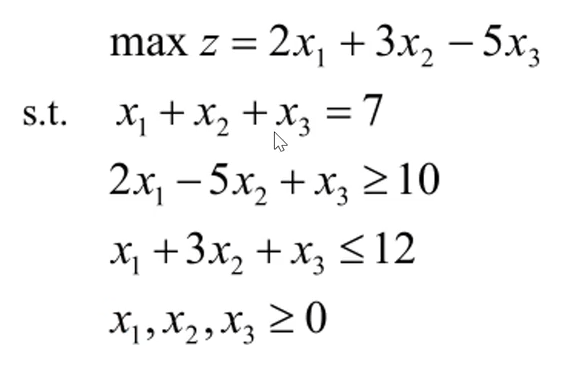 max z = 2x₁ + 3x₂ − 5x₃
s.t. x₁ + x₂ + x₃ = 7
2x₁ − 5x₂ + x₃ ≥ 10
x₁ + 3x₂ + x₃ ≤ 12
x₁, x₂, x₃ ≥ 0